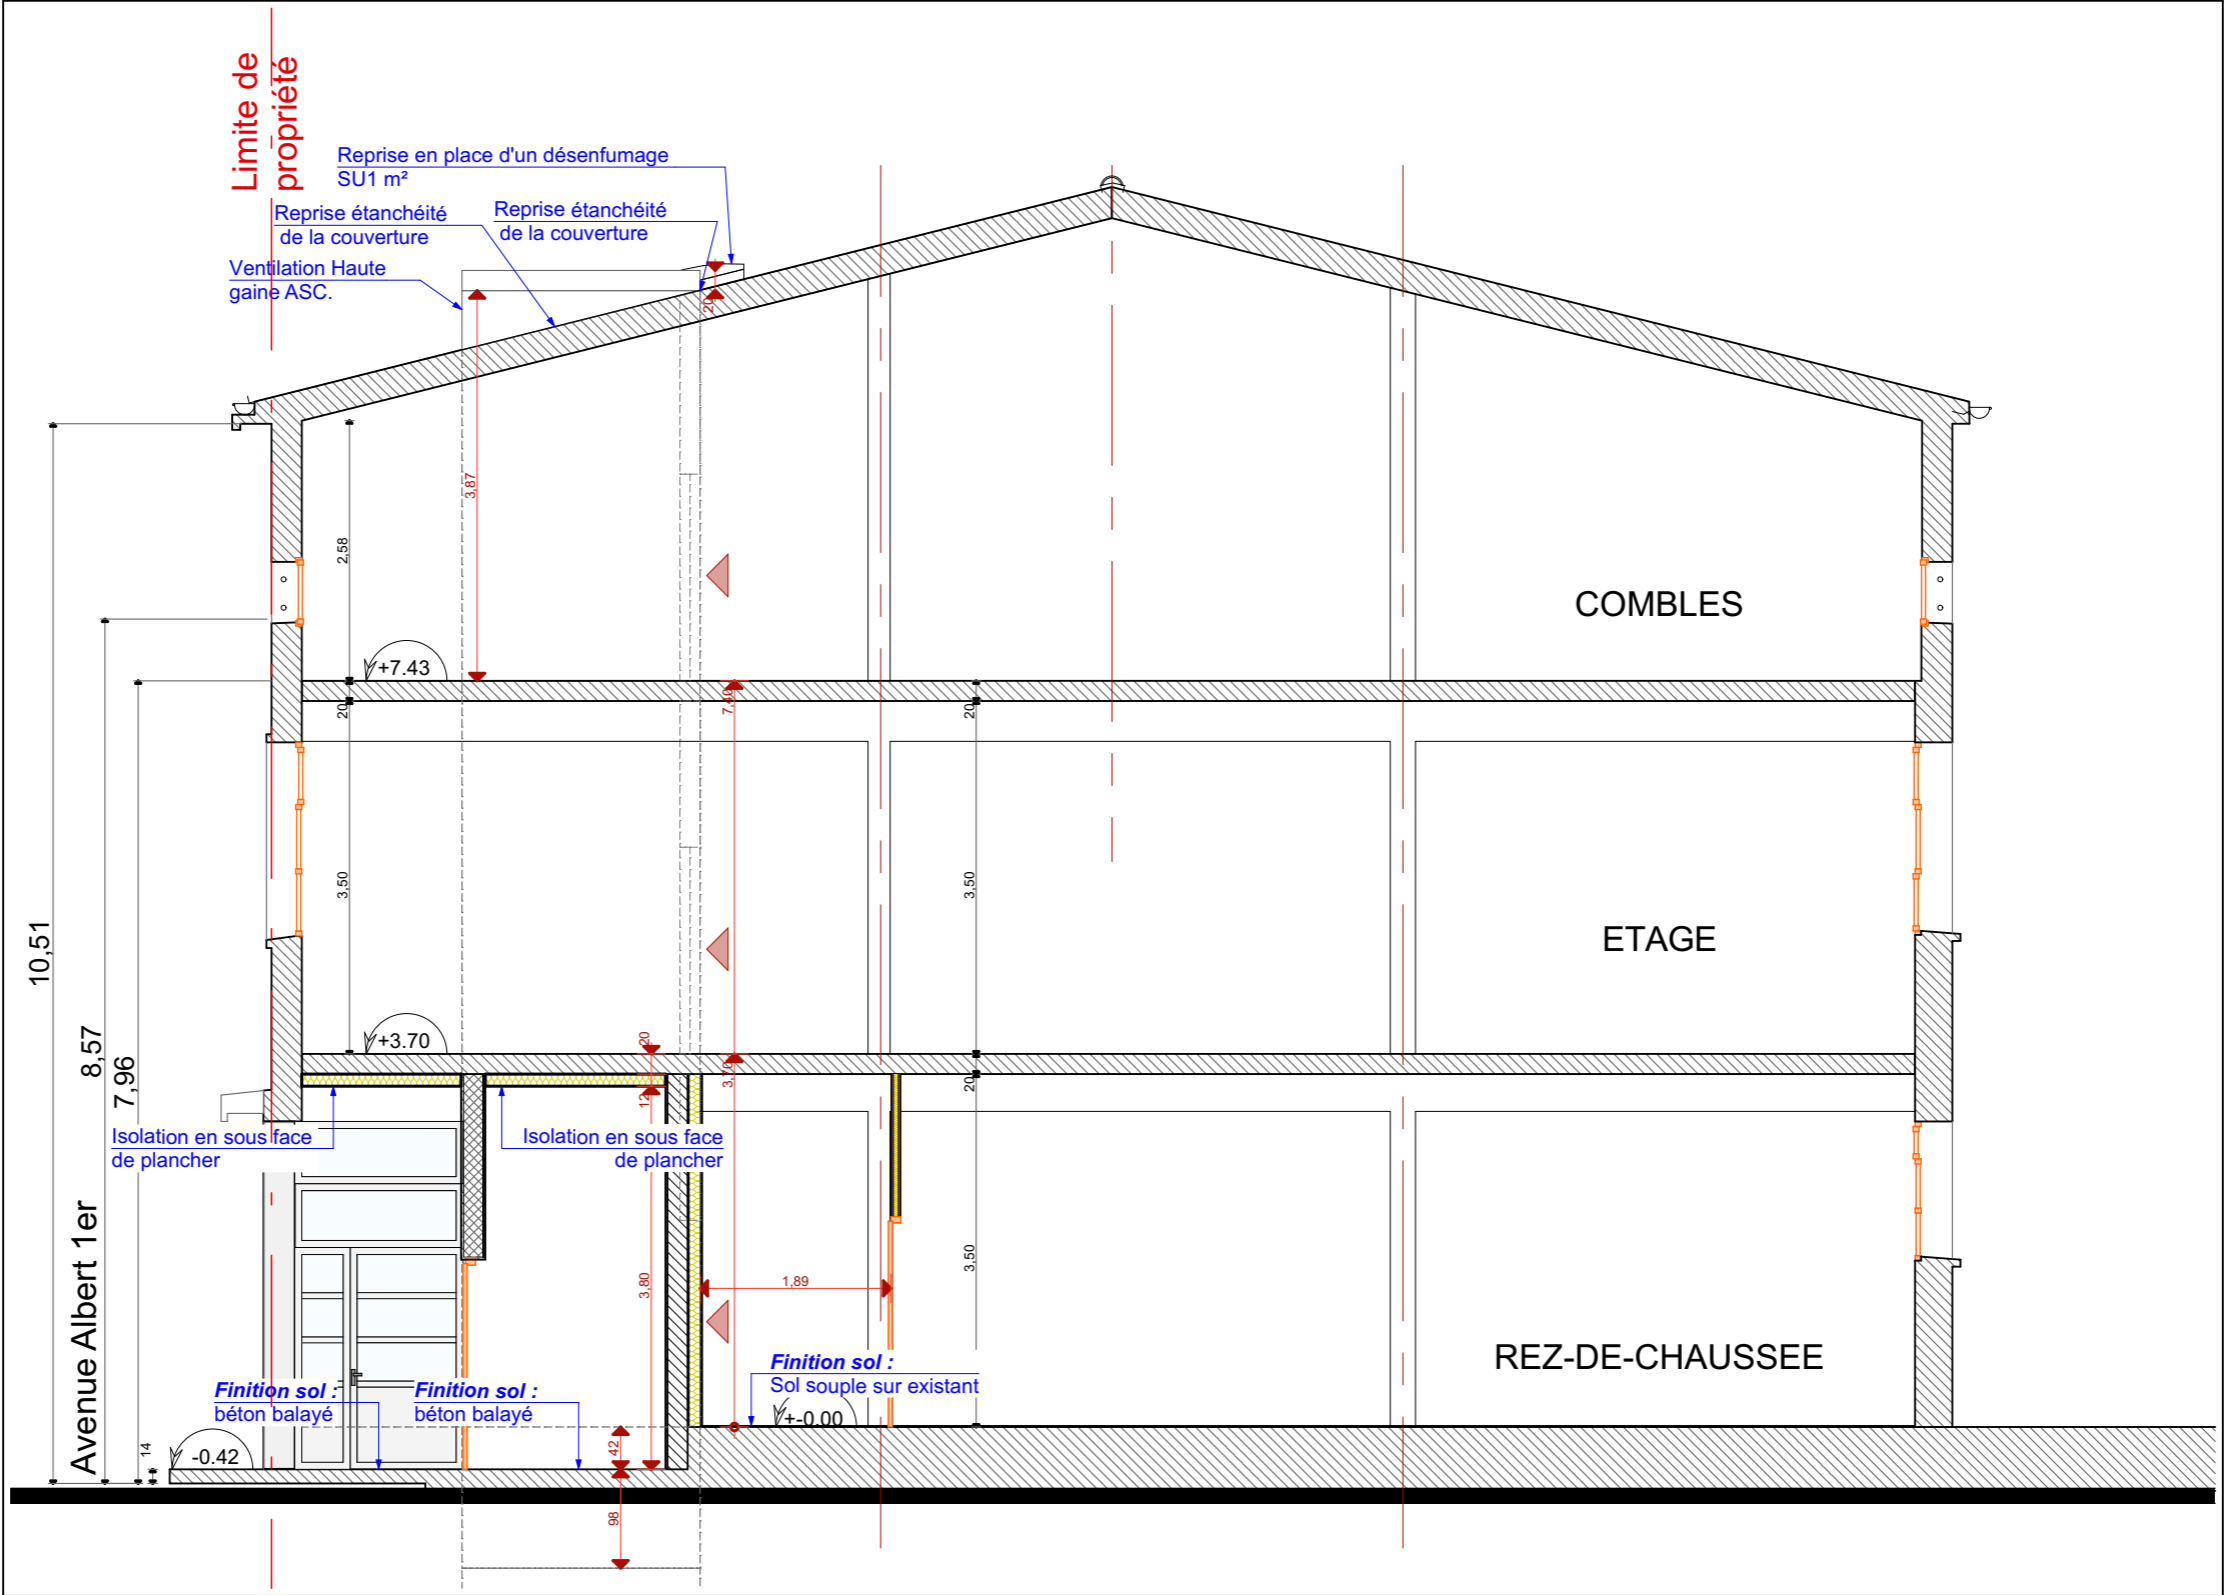 Limite de
propriété
Reprise en place d'un désenfumage
SU1 m²
Reprise étanchéité
de la couverture
Reprise étanchéité
de la couverture
Ventilation Haute
gaine ASC.
20
3,87
2,58
COMBLES
+7.43
20
7,40
20
3,50
3,50
ETAGE
10,51
8,57
7,96
+3.70
20
3,70
20
12
Isolation en sous face
de plancher
Isolation en sous face
de plancher
Avenue Albert 1er
3,80
1,89
3,50
REZ-DE-CHAUSSEE
Finition sol :
Sol souple sur existant
+-0.00
Finition sol :
béton balayé
Finition sol :
béton balayé
14
-0.42
42
98